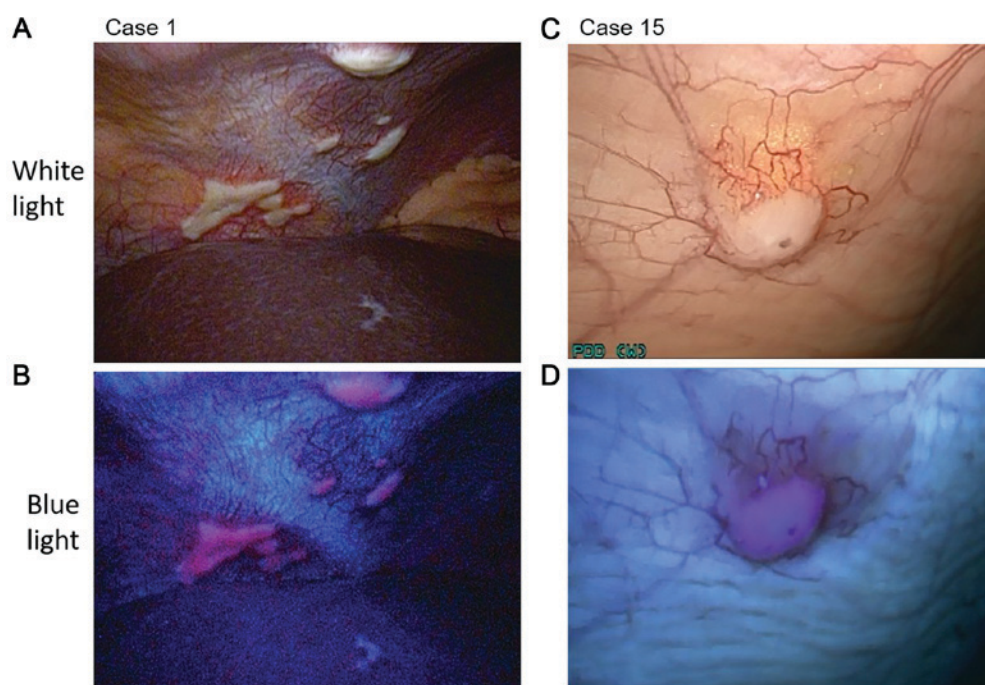 A
Case 1
C
Case 15
White
light
PDD (W)
B
D
Blue
light